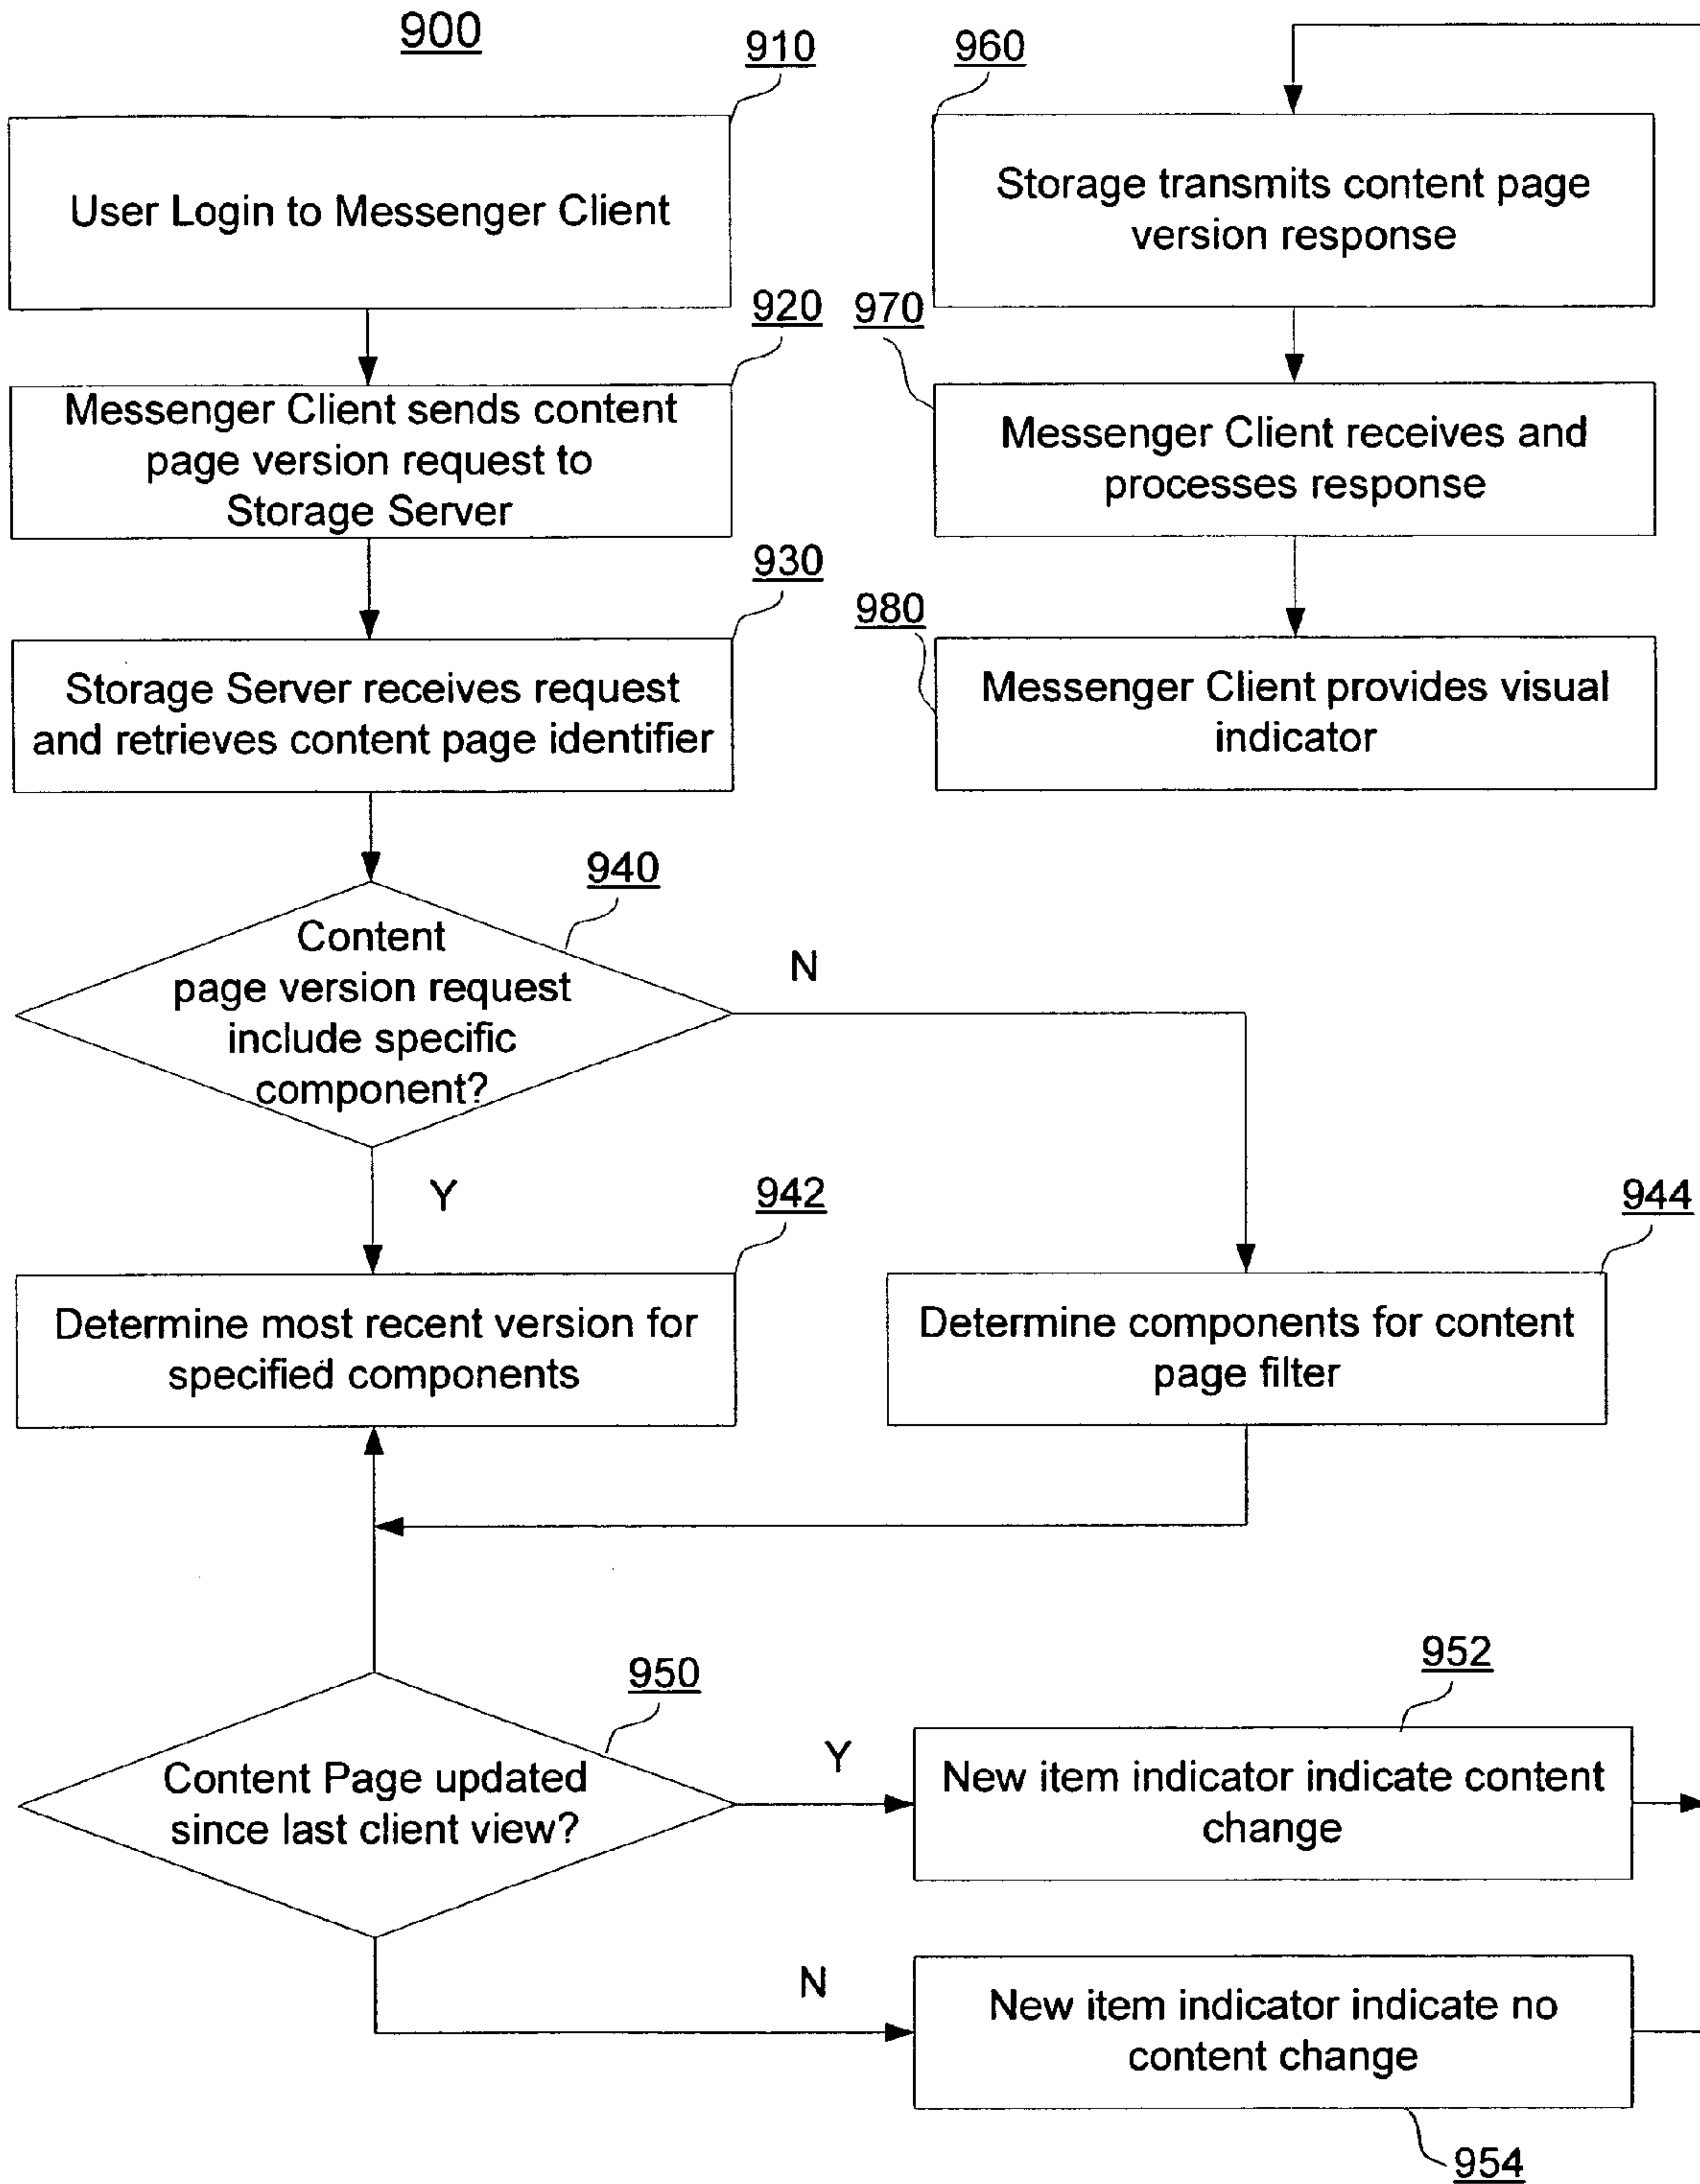 900
910
User Login to Messenger Client
920
Messenger Client sends content
page version request to
Storage Server
930
Storage Server receives request
and retrieves content page identifier
940
Content
page version request
include specific
component?
N
Y
942
Determine most recent version for
specified components
944
Determine components for content
page filter
950
Content Page updated
since last client view?
Y
952
New item indicator indicate content
change
N
New item indicator indicate no
content change
954
960
Storage transmits content page
version response
970
Messenger Client receives and
processes response
980
Messenger Client provides visual
indicator